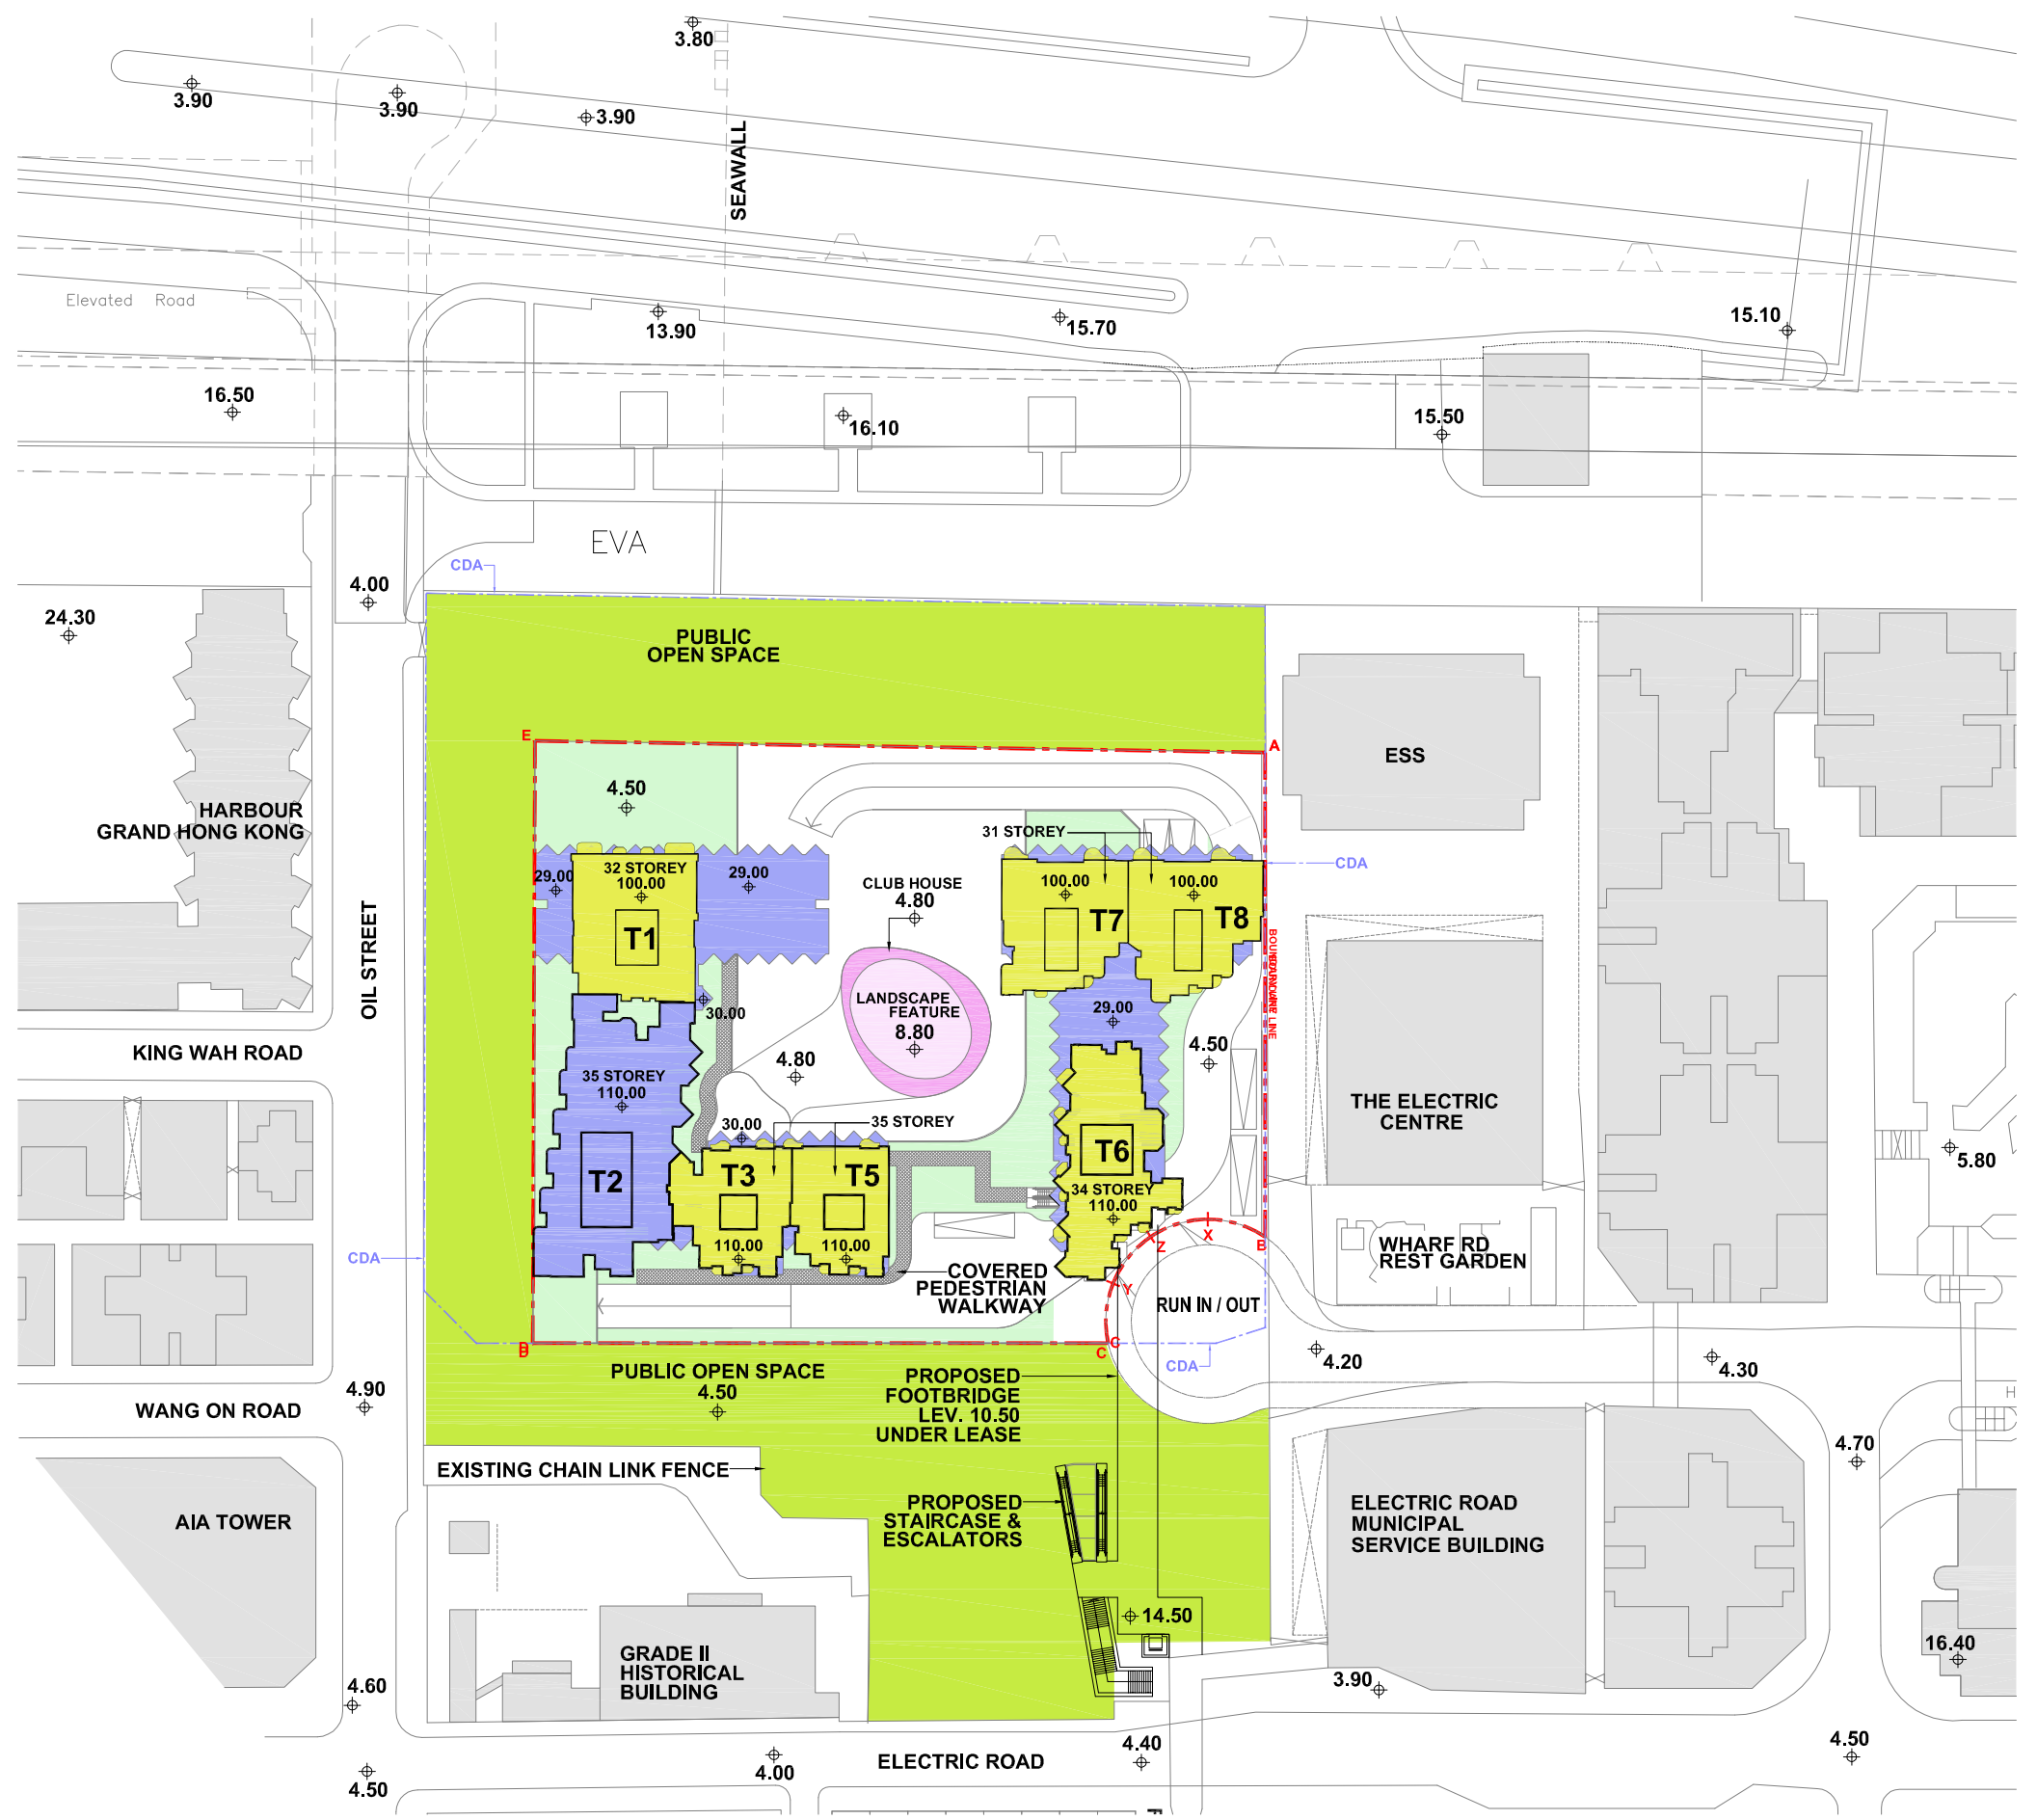 3.80
3.90
3.90
3.90
SEAWALL
Elevated Road
13.90
15.70
15.10
16.50
16.10
15.50
EVA
CDA
4.00
24.30
PUBLIC
OPEN SPACE
E
A
ESS
4.50
HARBOUR
GRAND HONG KONG
31 STOREY
CDA
32 STOREY
29.00
100.00
29.00
CLUB HOUSE
4.80
100.00
100.00
T1
T7
T8
OIL STREET
LANDSCAPE
FEATURE
8.80
30.00
29.00
KING WAH ROAD
4.80
4.50
35 STOREY
110.00
THE ELECTRIC
CENTRE
30.00
35 STOREY
T2
T3
T5
T6
34 STOREY
110.00
5.80
X
Z
B
WHARF RD
REST GARDEN
CDA
110.00
110.00
COVERED
PEDESTRIAN
WALKWAY
Y
RUN IN / OUT
D
C
C
CDA
4.20
4.30
PUBLIC OPEN SPACE
4.50
PROPOSED
FOOTBRIDGE
LEV. 10.50
UNDER LEASE
4.90
WANG ON ROAD
H
4.70
EXISTING CHAIN LINK FENCE
AIA TOWER
PROPOSED
STAIRCASE &
ESCALATORS
ELECTRIC ROAD
MUNICIPAL
SERVICE BUILDING
14.50
16.40
GRADE II
HISTORICAL
BUILDING
4.60
3.90
4.50
4.00
ELECTRIC ROAD
4.40
4.50